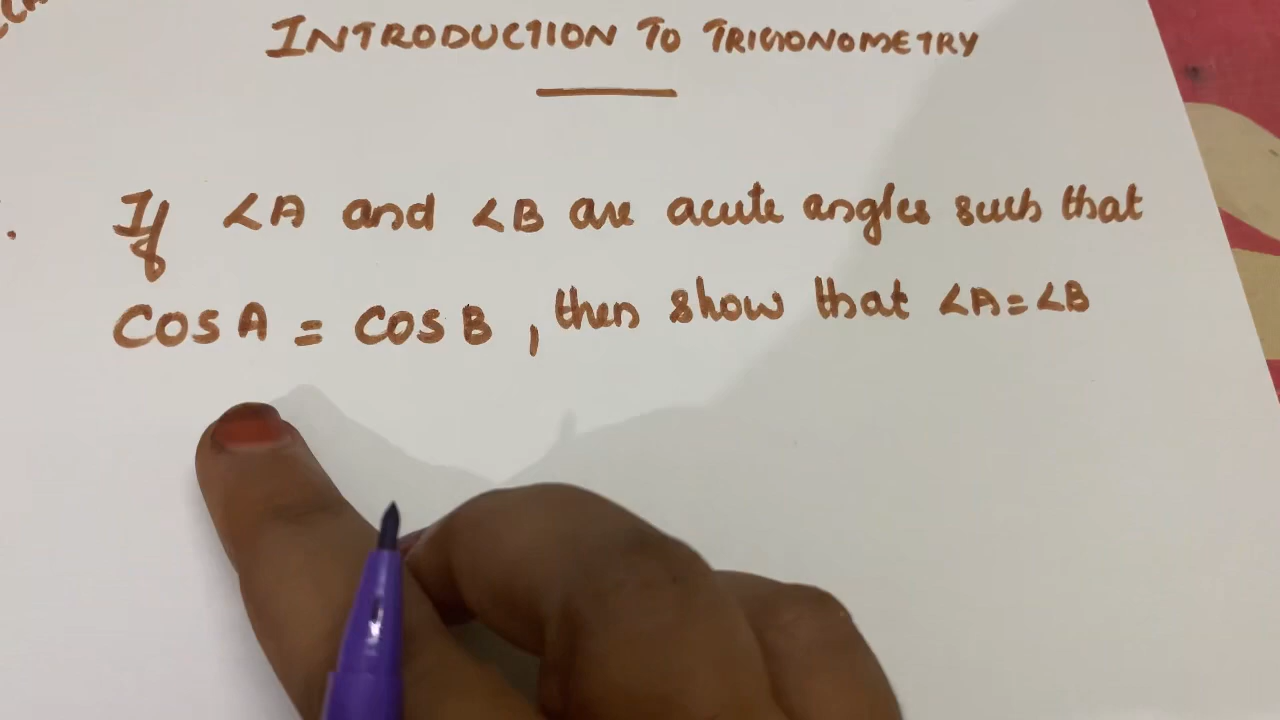 INTRODUCTION TO TRIGONOMETRY
If ∠A and ∠B are acute angles such that
COS A = COS B, then show that ∠A = ∠B